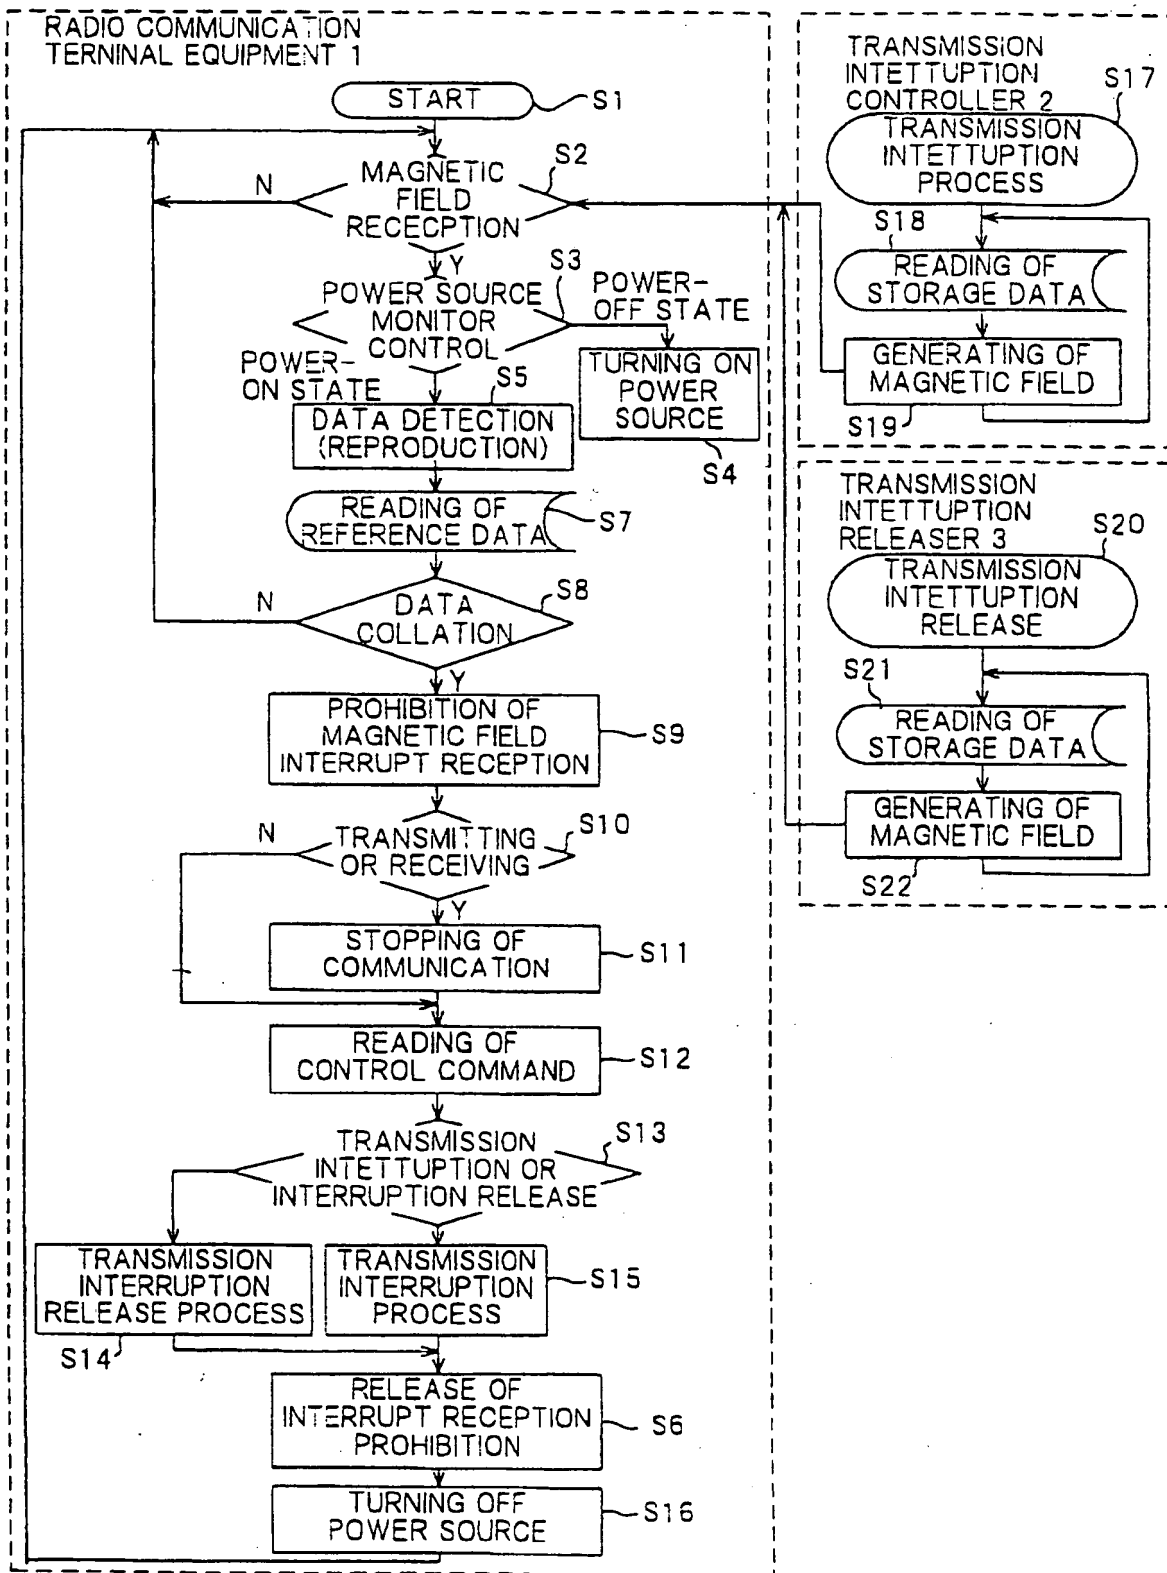 RADIO COMMUNICATION
TERNINAL EQUIPMENT 1
START
S1
MAGNETIC
FIELD
RECECPTION
S2
N
Y
POWER SOURCE
MONITOR
CONTROL
S3
POWER-
OFF STATE
TURNING ON
POWER
SOURCE
S4
POWER-
ON STATE
S5
DATA DETECTION
(REPRODUCTION)
READING OF
REFERENCE DATA
S7
DATA
COLLATION
S8
N
Y
PROHIBITION OF
MAGNETIC FIELD
INTERRUPT RECEPTION
S9
TRANSMITTING
OR RECEIVING
S10
N
Y
STOPPING OF
COMMUNICATION
S11
READING OF
CONTROL COMMAND
S12
TRANSMISSION
INTETTUPTION OR
INTERRUPTION RELEASE
S13
TRANSMISSION
INTERRUPTION
RELEASE PROCESS
S14
TRANSMISSION
INTERRUPTION
PROCESS
S15
RELEASE OF
INTERRUPT RECEPTION
PROHIBITION
S6
TURNING OFF
POWER SOURCE
S16
TRANSMISSION
INTETTUPTION
CONTROLLER 2
S17
TRANSMISSION
INTETTUPTION
PROCESS
S18
READING OF
STORAGE DATA
GENERATING OF
MAGNETIC FIELD
S19
TRANSMISSION
INTETTUPTION
RELEASER 3
S20
TRANSMISSION
INTETTUPTION
RELEASE
S21
READING OF
STORAGE DATA
GENERATING OF
MAGNETIC FIELD
S22